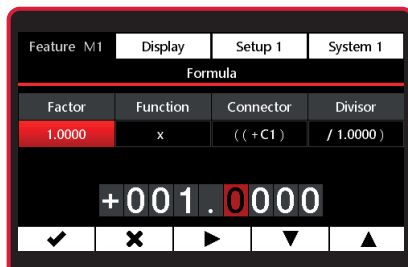 Feature M1 Display Setup 1 System 1
Formula
Factor Function Connector Divisor
1.0000 x ( ( + C1 ) / 1.0000 )
+001.0000